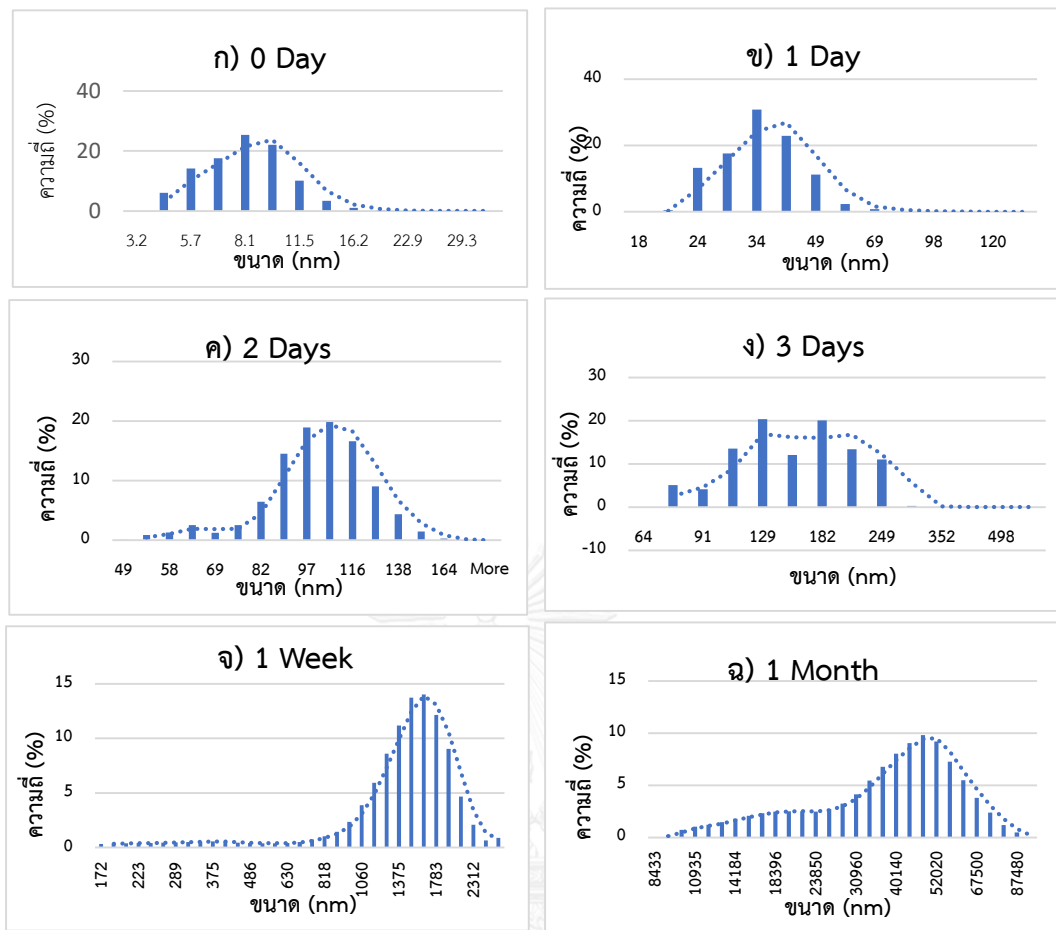 ก) 0 Day
ความถี่ (%)
40
20
0
3.2 5.7 8.1 11.5 16.2 22.9 29.3
ขนาด (nm)
ข) 1 Day
ความถี่ (%)
40
20
0
18 24 34 49 69 98 120
ขนาด (nm)
ค) 2 Days
ความถี่ (%)
30
20
10
0
49 58 69 82 97 116 138 164 More
ขนาด (nm)
ง) 3 Days
ความถี่ (%)
30
20
10
0
-10
64 91 129 182 249 352 498
ขนาด (nm)
จ) 1 Week
ความถี่ (%)
15
10
5
0
172 223 289 375 486 630 818 1060 1375 1783 2312
ขนาด (nm)
ฉ) 1 Month
ความถี่ (%)
15
10
5
0
8433 10935 14184 18396 23850 30960 40140 52020 67500 87480
ขนาด (nm)